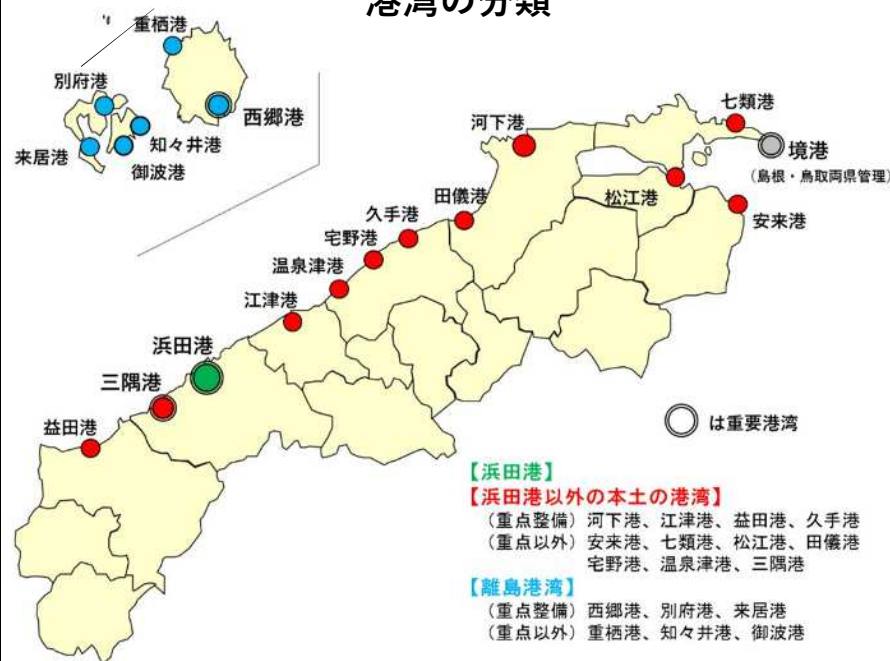 港湾の分類
重栖港
別府港
西郷港
知々井港
来居港
御波港
七類港
河下港
境港
(島根・鳥取両県管理)
松江港
田儀港
安来港
久手港
宅野港
温泉津港
江津港
浜田港
三隅港
益田港
は重要港湾
【浜田港】
【浜田港以外の本土の港湾】
(重点整備) 河下港、江津港、益田港、久手港
(重点以外) 安来港、七類港、松江港、田儀港
宅野港、温泉津港、三隅港
【離島港湾】
(重点整備) 西郷港、別府港、来居港
(重点以外) 重栖港、知々井港、御波港